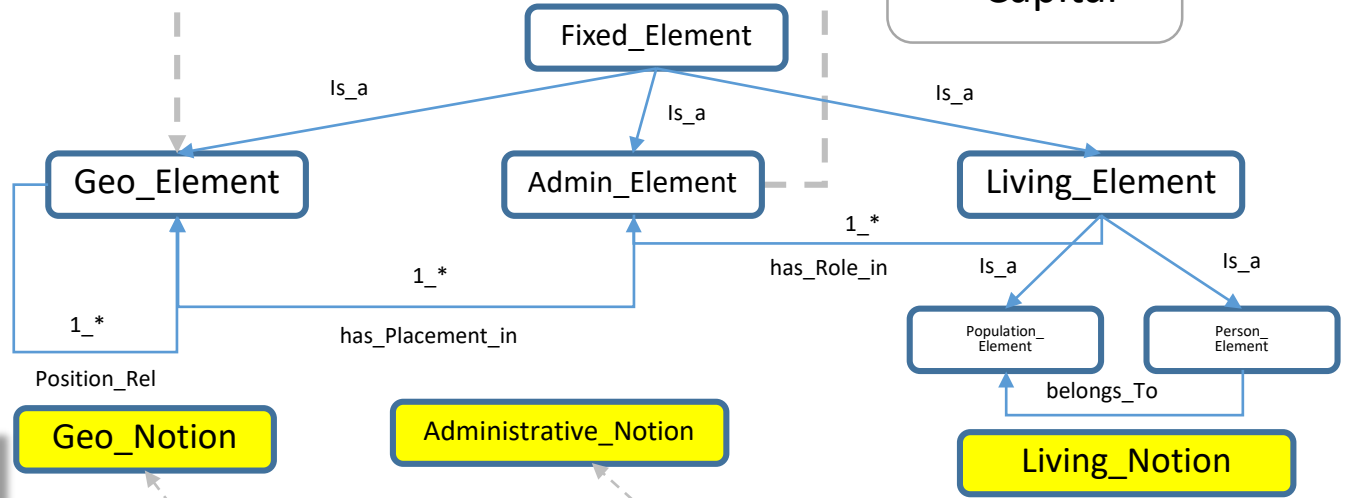 Capital
Fixed_Element
Is_a
Is_a
Is_a
Geo_Element
Admin_Element
Living_Element
1_*
has_Role_in
Is_a
Is_a
1_*
has_Placement_in
1_*
Position_Rel
Population_
Element
Person_
Element
belongs_To
Geo_Notion
Administrative_Notion
Living_Notion